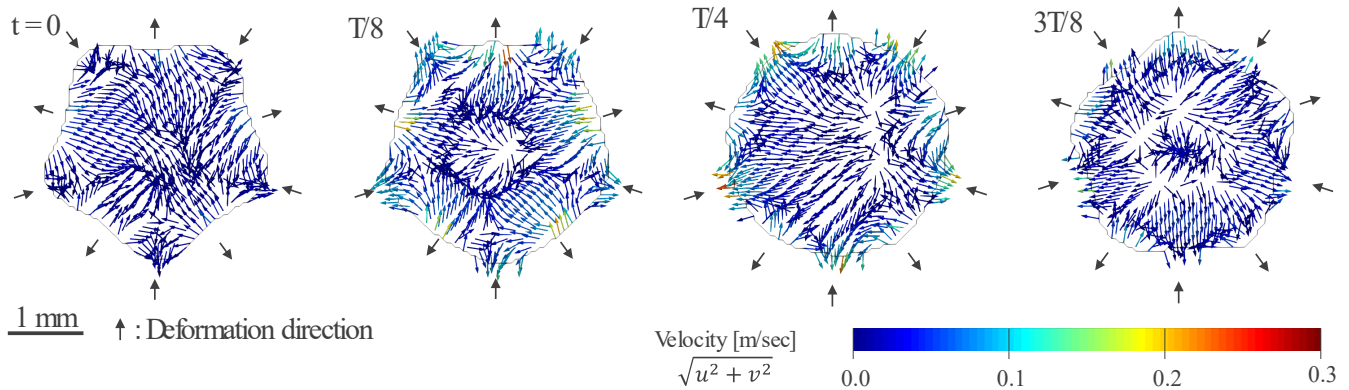 t = 0
T/8
T/4
3T/8
1 mm
: Deformation direction
Velocity [m/sec]
√(u² + v²)
0.0 0.1 0.2 0.3